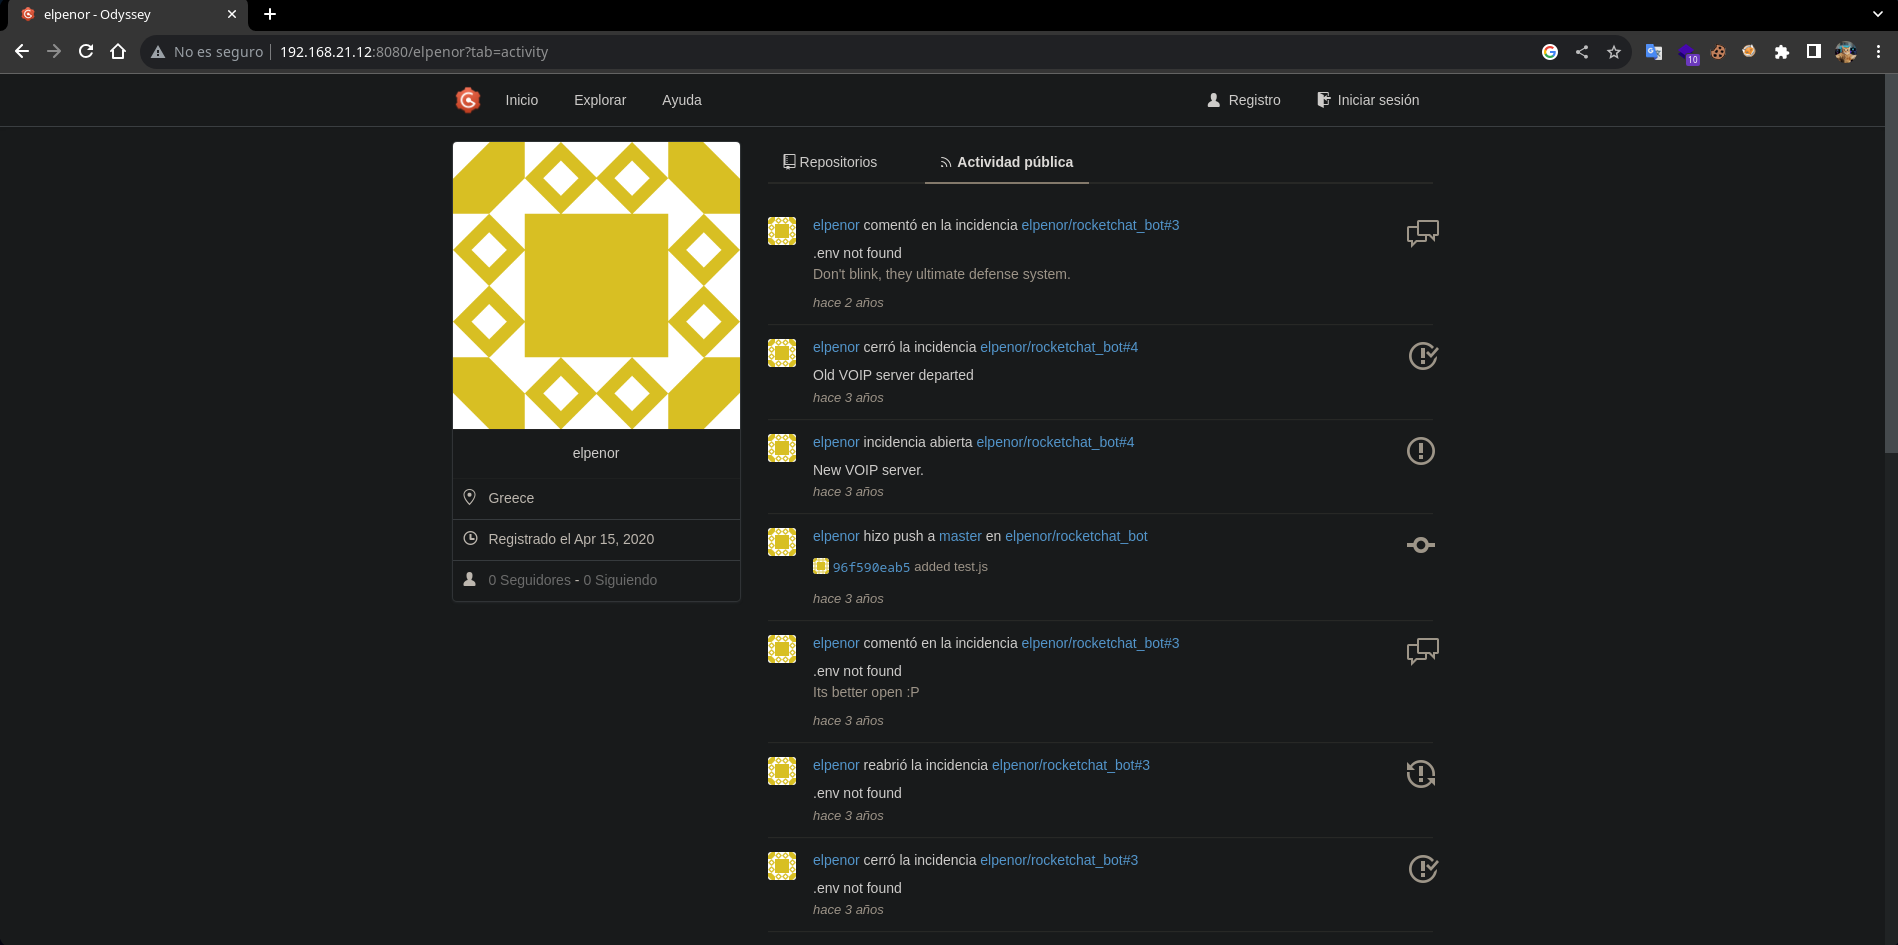 elpenor - Odyssey
No es seguro 192.168.21.12:8080/elpenor?tab=activity
10
Inicio Explorar Ayuda Registro Iniciar sesión
Repositorios Actividad pública
elpenor comentó en la incidencia elpenor/rocketchat_bot#3
.env not found
Don't blink, they ultimate defense system.
hace 2 años
elpenor cerró la incidencia elpenor/rocketchat_bot#4
Old VOIP server departed
hace 3 años
elpenor incidencia abierta elpenor/rocketchat_bot#4
New VOIP server.
hace 3 años
elpenor hizo push a master en elpenor/rocketchat_bot
96f590eab5 added test.js
hace 3 años
elpenor comentó en la incidencia elpenor/rocketchat_bot#3
.env not found
Its better open :P
hace 3 años
elpenor reabrió la incidencia elpenor/rocketchat_bot#3
.env not found
hace 3 años
elpenor cerró la incidencia elpenor/rocketchat_bot#3
.env not found
hace 3 años
elpenor
Greece
Registrado el Apr 15, 2020
0 Seguidores - 0 Siguiendo